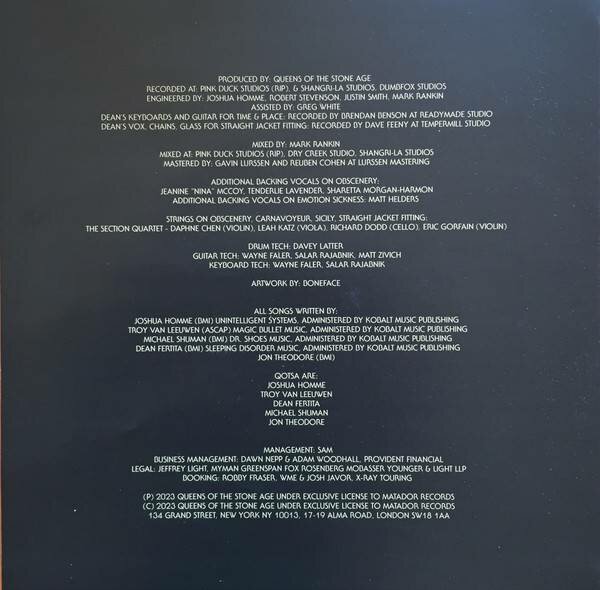 PRODUCED BY: QUEENS OF THE STONE AGE
RECORDED AT: PINK DUCK STUDIOS (RIP), & SHANGRI-LA STUDIOS, DUMBFOX STUDIOS
ENGINEERED BY: JOSHUA HOMME, ROBERT STEVENSON, JUSTIN SMITH, MARK RANKIN
ASSISTED BY: GREG WHITE
DEAN'S KEYBOARDS AND GUITAR FOR TIME & PLACE: RECORDED BY BRENDAN BENSON AT READYMADE STUDIO
DEAN'S VOX, CHAINS, GLASS FOR STRAIGHT JACKET FITTING: RECORDED BY DAVE FEENY AT TEMPERMILL STUDIO
MIXED BY: MARK RANKIN
MIXED AT: PINK DUCK STUDIOS (RIP), DRY CREEK STUDIO, SHANGRI-LA STUDIOS
MASTERED BY: GAVIN LURSSEN AND REUBEN COHEN AT LURSSEN MASTERING
ADDITIONAL BACKING VOCALS ON OBSCENERY:
JEANINE "NINA" MCCOY, TENDERLIE LAVENDER, SHARETTA MORGAN-HARMON
ADDITIONAL BACKING VOCALS ON EMOTION SICKNESS: MATT HELDERS
STRINGS ON OBSCENERY, CARNAVOYEUR, SICILY, STRAIGHT JACKET FITTING:
THE SECTION QUARTET - DAPHNE CHEN (VIOLIN), LEAH KATZ (VIOLA), RICHARD DODD (CELLO), ERIC GORFAIN (VIOLIN)
DRUM TECH: DAVEY LATTER
GUITAR TECH: WAYNE FALER, SALAR RAJABNIK, MATT ZIVICH
KEYBOARD TECH: WAYNE FALER, SALAR RAJABNIK
ARTWORK BY: BONEFACE
ALL SONGS WRITTEN BY:
JOSHUA HOMME (BMI) UNINTELLIGENT SYSTEMS, ADMINISTERED BY KOBALT MUSIC PUBLISHING
TROY VAN LEEUWEN (ASCAP) MAGIC BULLET MUSIC, ADMINISTERED BY KOBALT MUSIC PUBLISHING
MICHAEL SHUMAN (BMI) DR. SHOES MUSIC, ADMINISTERED BY KOBALT MUSIC PUBLISHING
DEAN FERTITA (BMI) SLEEPING DISORDER MUSIC, ADMINISTERED BY KOBALT MUSIC PUBLISHING
JON THEODORE (BMI)
QOTSA ARE:
JOSHUA HOMME
TROY VAN LEEUWEN
DEAN FERTITA
MICHAEL SHUMAN
JON THEODORE
MANAGEMENT: SAM
BUSINESS MANAGEMENT: DAWN NEPP & ADAM WOODHALL, PROVIDENT FINANCIAL
LEGAL: JEFFREY LIGHT, MYMAN GREENSPAN FOX ROSENBERG MOBASSER YOUNGER & LIGHT LLP
BOOKING: ROBBY FRASER, WME & JOSH JAVOR, X-RAY TOURING
(P) 2023 QUEENS OF THE STONE AGE UNDER EXCLUSIVE LICENSE TO MATADOR RECORDS
(C) 2023 QUEENS OF THE STONE AGE UNDER EXCLUSIVE LICENSE TO MATADOR RECORDS
134 GRAND STREET, NEW YORK NY 10013, 17-19 ALMA ROAD, LONDON SW18 1AA